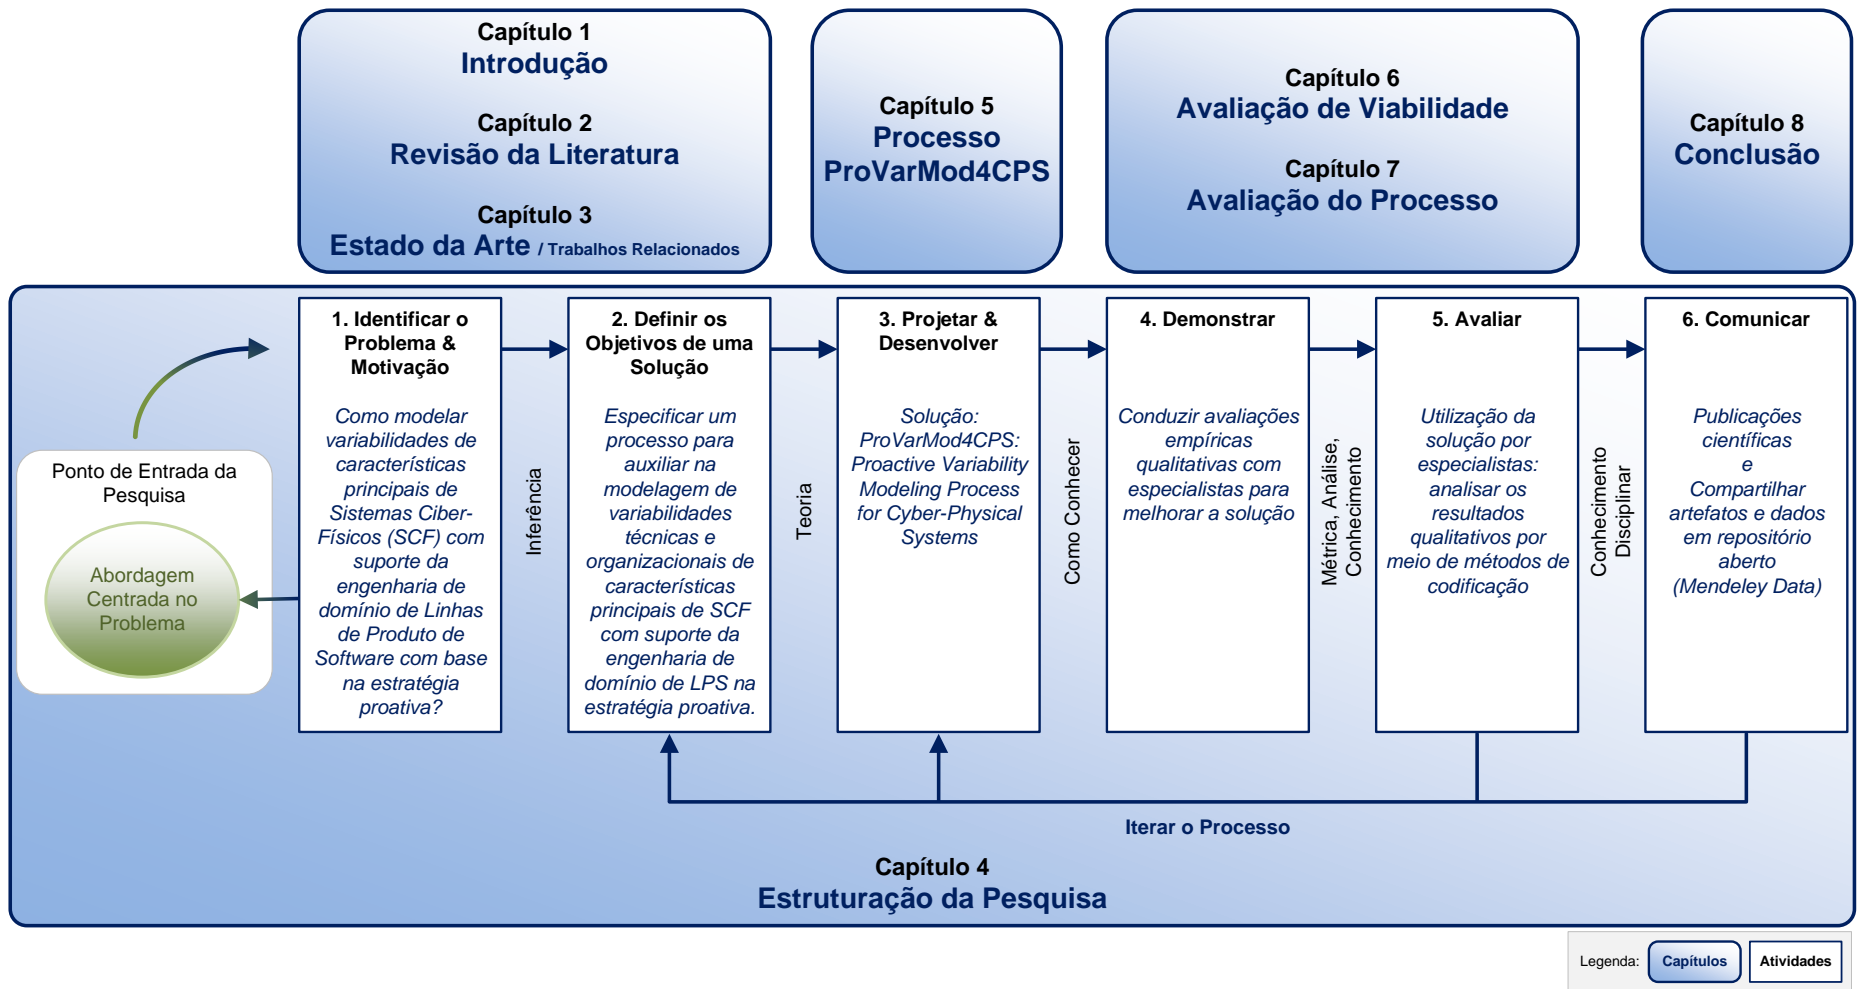 Capítulo 1
Introdução
Capítulo 2
Revisão da Literatura
Capítulo 3
Estado da Arte / Trabalhos Relacionados
Capítulo 5
Processo
ProVarMod4CPS
Capítulo 6
Avaliação de Viabilidade
Capítulo 7
Avaliação do Processo
Capítulo 8
Conclusão
Ponto de Entrada da
Pesquisa
Abordagem
Centrada no
Problema
1. Identificar o
Problema &
Motivação
Como modelar
variabilidades de
características
principais de
Sistemas Ciber-
Físicos (SCF) com
suporte da
engenharia de
domínio de Linhas
de Produto de
Software com base
na estratégia
proativa?
Inferência
2. Definir os
Objetivos de uma
Solução
Especificar um
processo para
auxiliar na
modelagem de
variabilidades
técnicas e
organizacionais de
características
principais de SCF
com suporte da
engenharia de
domínio de LPS na
estratégia proativa.
Teoria
3. Projetar &
Desenvolver
Solução:
ProVarMod4CPS:
Proactive Variability
Modeling Process
for Cyber-Physical
Systems
Como Conhecer
4. Demonstrar
Conduzir avaliações
empíricas
qualitativas com
especialistas para
melhorar a solução
Métrica, Análise,
Conhecimento
5. Avaliar
Utilização da
solução por
especialistas:
analisar os
resultados
qualitativos por
meio de métodos de
codificação
Conhecimento
Disciplinar
6. Comunicar
Publicações
científicas
e
Compartilhar
artefatos e dados
em repositório
aberto
(Mendeley Data)
Iterar o Processo
Capítulo 4
Estruturação da Pesquisa
Legenda:
Capítulos
Atividades